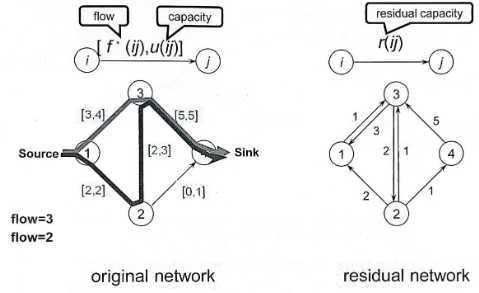 flow
capacity
[ f* (ij),u(ij)]
i
j
residual capacity
r(ij)
i
j
3
[3,4]
[5,5]
Source
1
[2,3]
Sink
[2,2]
[0,1]
2
flow=3
flow=2
original network
3
1
3
5
1
2
1
4
2
1
2
residual network